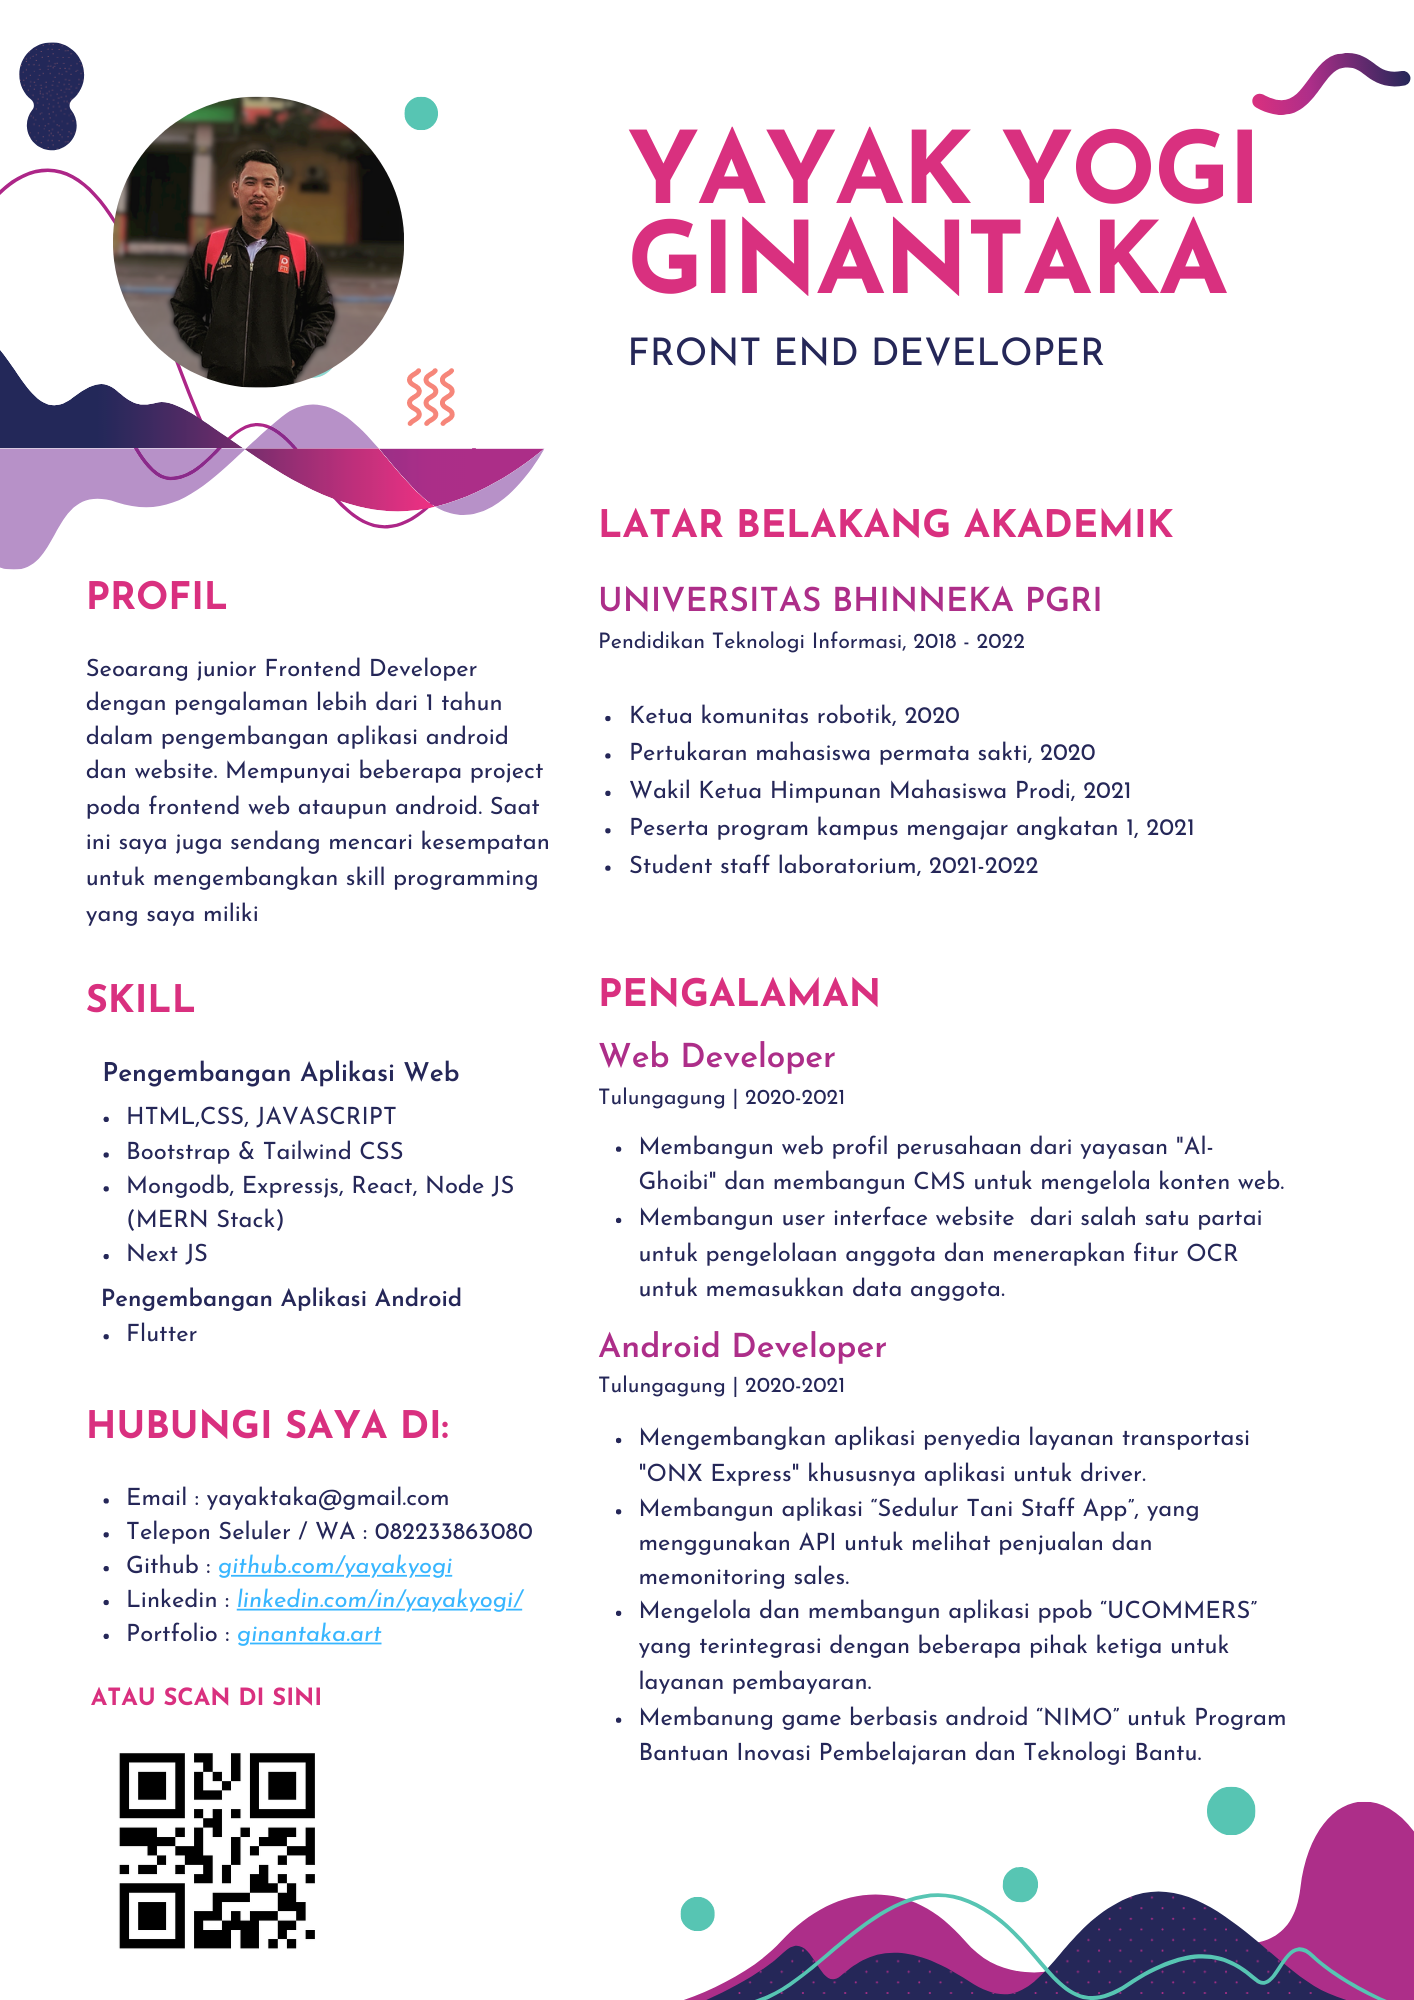 YAYAK YOGI
GINANTAKA
FRONT END DEVELOPER
PROFIL
Seoarang junior Frontend Developer
dengan pengalaman lebih dari 1 tahun
dalam pengembangan aplikasi android
dan website. Mempunyai beberapa project
poda frontend web ataupun android. Saat
ini saya juga sendang mencari kesempatan
untuk mengembangkan skill programming
yang saya miliki
SKILL
Pengembangan Aplikasi Web
• HTML,CSS, JAVASCRIPT
• Bootstrap & Tailwind CSS
• Mongodb, Expressjs, React, Node JS
(MERN Stack)
• Next JS
Pengembangan Aplikasi Android
• Flutter
HUBUNGI SAYA DI:
• Email : yayaktaka@gmail.com
• Telepon Seluler / WA : 082233863080
• Github : github.com/yayakyogi
• Linkedin : linkedin.com/in/yayakyogi/
• Portfolio : ginantaka.art
ATAU SCAN DI SINI
LATAR BELAKANG AKADEMIK
UNIVERSITAS BHINNEKA PGRI
Pendidikan Teknologi Informasi, 2018 - 2022
• Ketua komunitas robotik, 2020
• Pertukaran mahasiswa permata sakti, 2020
• Wakil Ketua Himpunan Mahasiswa Prodi, 2021
• Peserta program kampus mengajar angkatan 1, 2021
• Student staff laboratorium, 2021-2022
PENGALAMAN
Web Developer
Tulungagung | 2020-2021
• Membangun web profil perusahaan dari yayasan "Al-
Ghoibi" dan membangun CMS untuk mengelola konten web.
• Membangun user interface website  dari salah satu partai
untuk pengelolaan anggota dan menerapkan fitur OCR
untuk memasukkan data anggota.
Android Developer
Tulungagung | 2020-2021
• Mengembangkan aplikasi penyedia layanan transportasi
"ONX Express" khususnya aplikasi untuk driver.
• Membangun aplikasi “Sedulur Tani Staff App”, yang
menggunakan API untuk melihat penjualan dan
memonitoring sales.
• Mengelola dan membangun aplikasi ppob “UCOMMERS”
yang terintegrasi dengan beberapa pihak ketiga untuk
layanan pembayaran.
• Membanung game berbasis android “NIMO” untuk Program
Bantuan Inovasi Pembelajaran dan Teknologi Bantu.